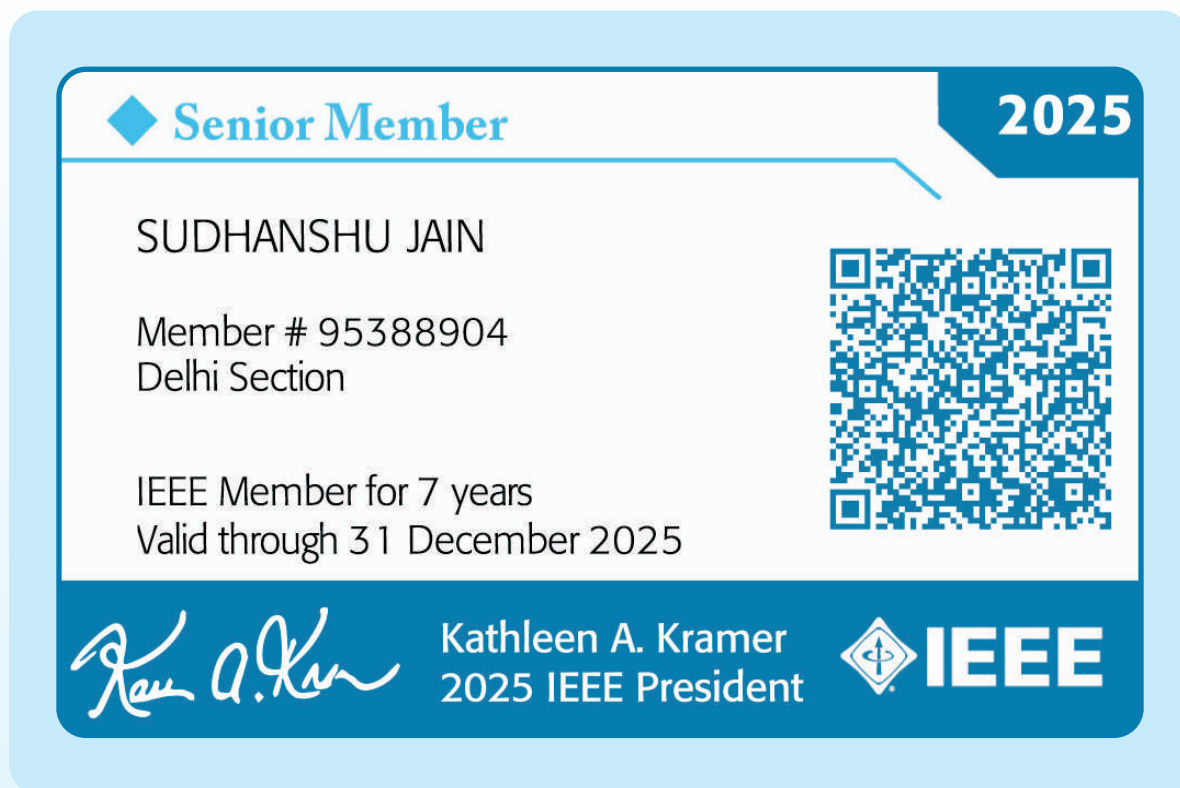 Senior Member
2025
SUDHANSHU JAIN
Member # 95388904
Delhi Section
IEEE Member for 7 years
Valid through 31 December 2025
Kathleen A. Kramer
2025 IEEE President
IEEE